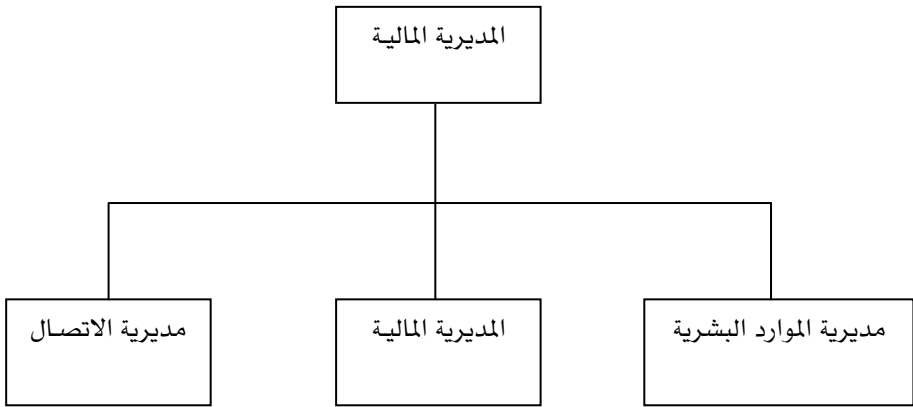 المديرية المالية
مديرية الموارد البشرية
المديرية المالية
مديرية الاتصال